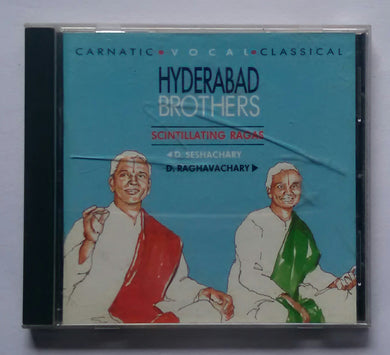 CARNATIC • VOCAL • CLASSICAL
HYDERABAD
BROTHERS
SCINTILLATING RAGAS
◄D. SESHACHARY
D. RAGHAVACHARY►